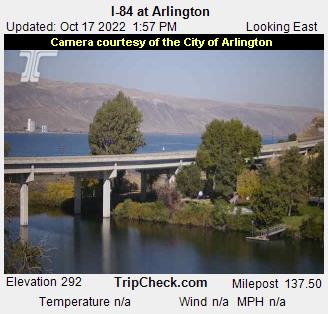 I-84 at Arlington
Updated: Oct 17 2022 1:57 PM Looking East
Camera courtesy of the City of Arlington
Elevation 292 TripCheck.com Milepost 137.50
Temperature n/a Wind n/a MPH n/a